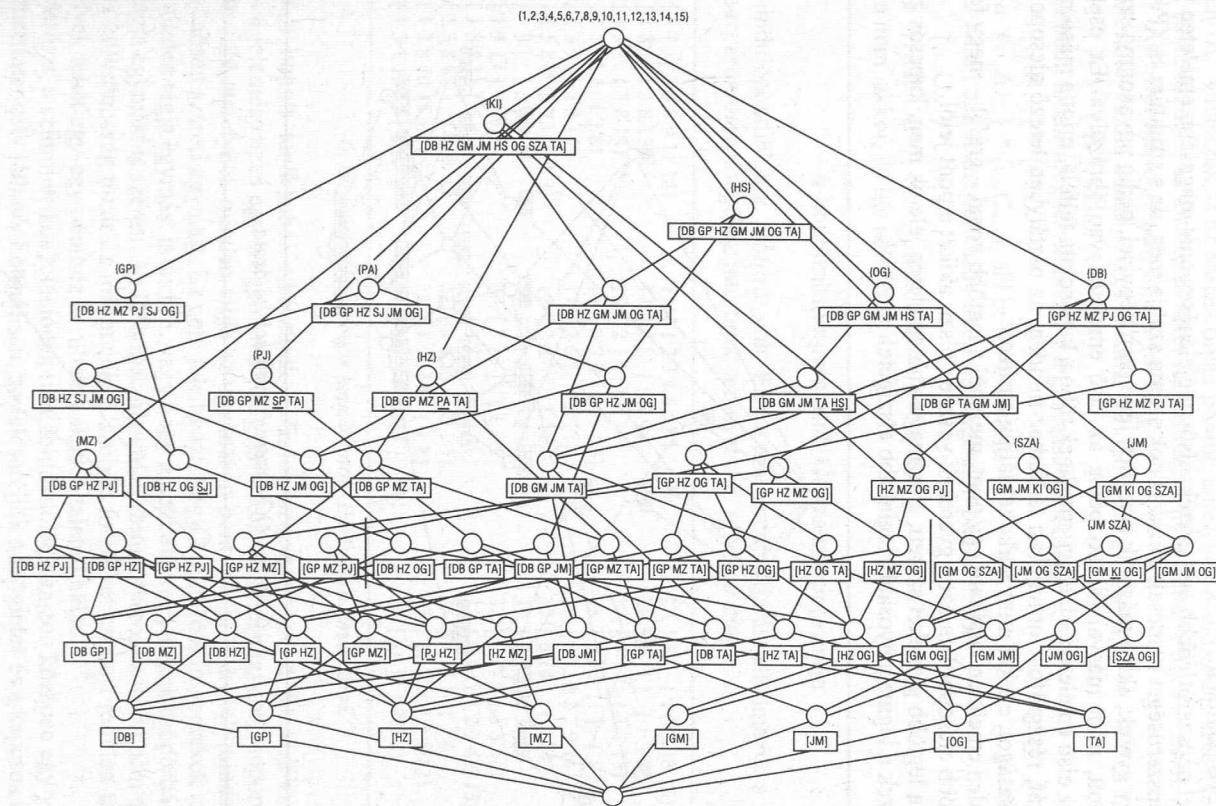 {1,2,3,4,5,6,7,8,9,10,11,12,13,14,15}
{KI}
[DB HZ GM JM HS OG SZA TA]
{HS}
[DB GP HZ GM JM OG TA]
{GP}
[DB HZ MZ PJ SJ OG]
{PA}
[DB GP HZ SJ JM OG]
[DB HZ GM JM OG TA]
{OG}
[DB GP GM JM HS TA]
{DB}
[GP HZ MZ PJ OG TA]
[DB HZ SJ JM OG]
{PJ}
[DB GP MZ SP TA]
{HZ}
[DB GP MZ PA TA]
[DB GP HZ JM OG]
[DB GM JM TA HS]
[DB GP TA GM JM]
[GP HZ MZ PJ TA]
{MZ}
[DB GP HZ PJ]
[DB HZ OG SJ]
[DB HZ JM OG]
[DB GP MZ TA]
[DB GM JM TA]
[GP HZ OG TA]
[GP HZ MZ OG]
[HZ MZ OG PJ]
{SZA}
[GM JM KI OG]
{JM}
[GM KI OG SZA]
{JM SZA}
[DB HZ PJ]
[DB GP HZ]
[GP HZ PJ]
[GP HZ MZ]
[GP MZ PJ]
[DB HZ OG]
[DB GP TA]
[DB GP JM]
[GP MZ TA]
[GP MZ TA]
[GP HZ OG]
[HZ OG TA]
[HZ MZ OG]
[GM OG SZA]
[JM OG SZA]
[GM KI OG]
[GM JM OG]
[DB GP]
[DB MZ]
[DB HZ]
[GP HZ]
[GP MZ]
[PJ HZ]
[HZ MZ]
[DB JM]
[GP TA]
[DB TA]
[HZ TA]
[HZ OG]
[GM OG]
[GM JM]
[JM OG]
[SZA OG]
[DB]
[GP]
[HZ]
[MZ]
[GM]
[JM]
[OG]
[TA]